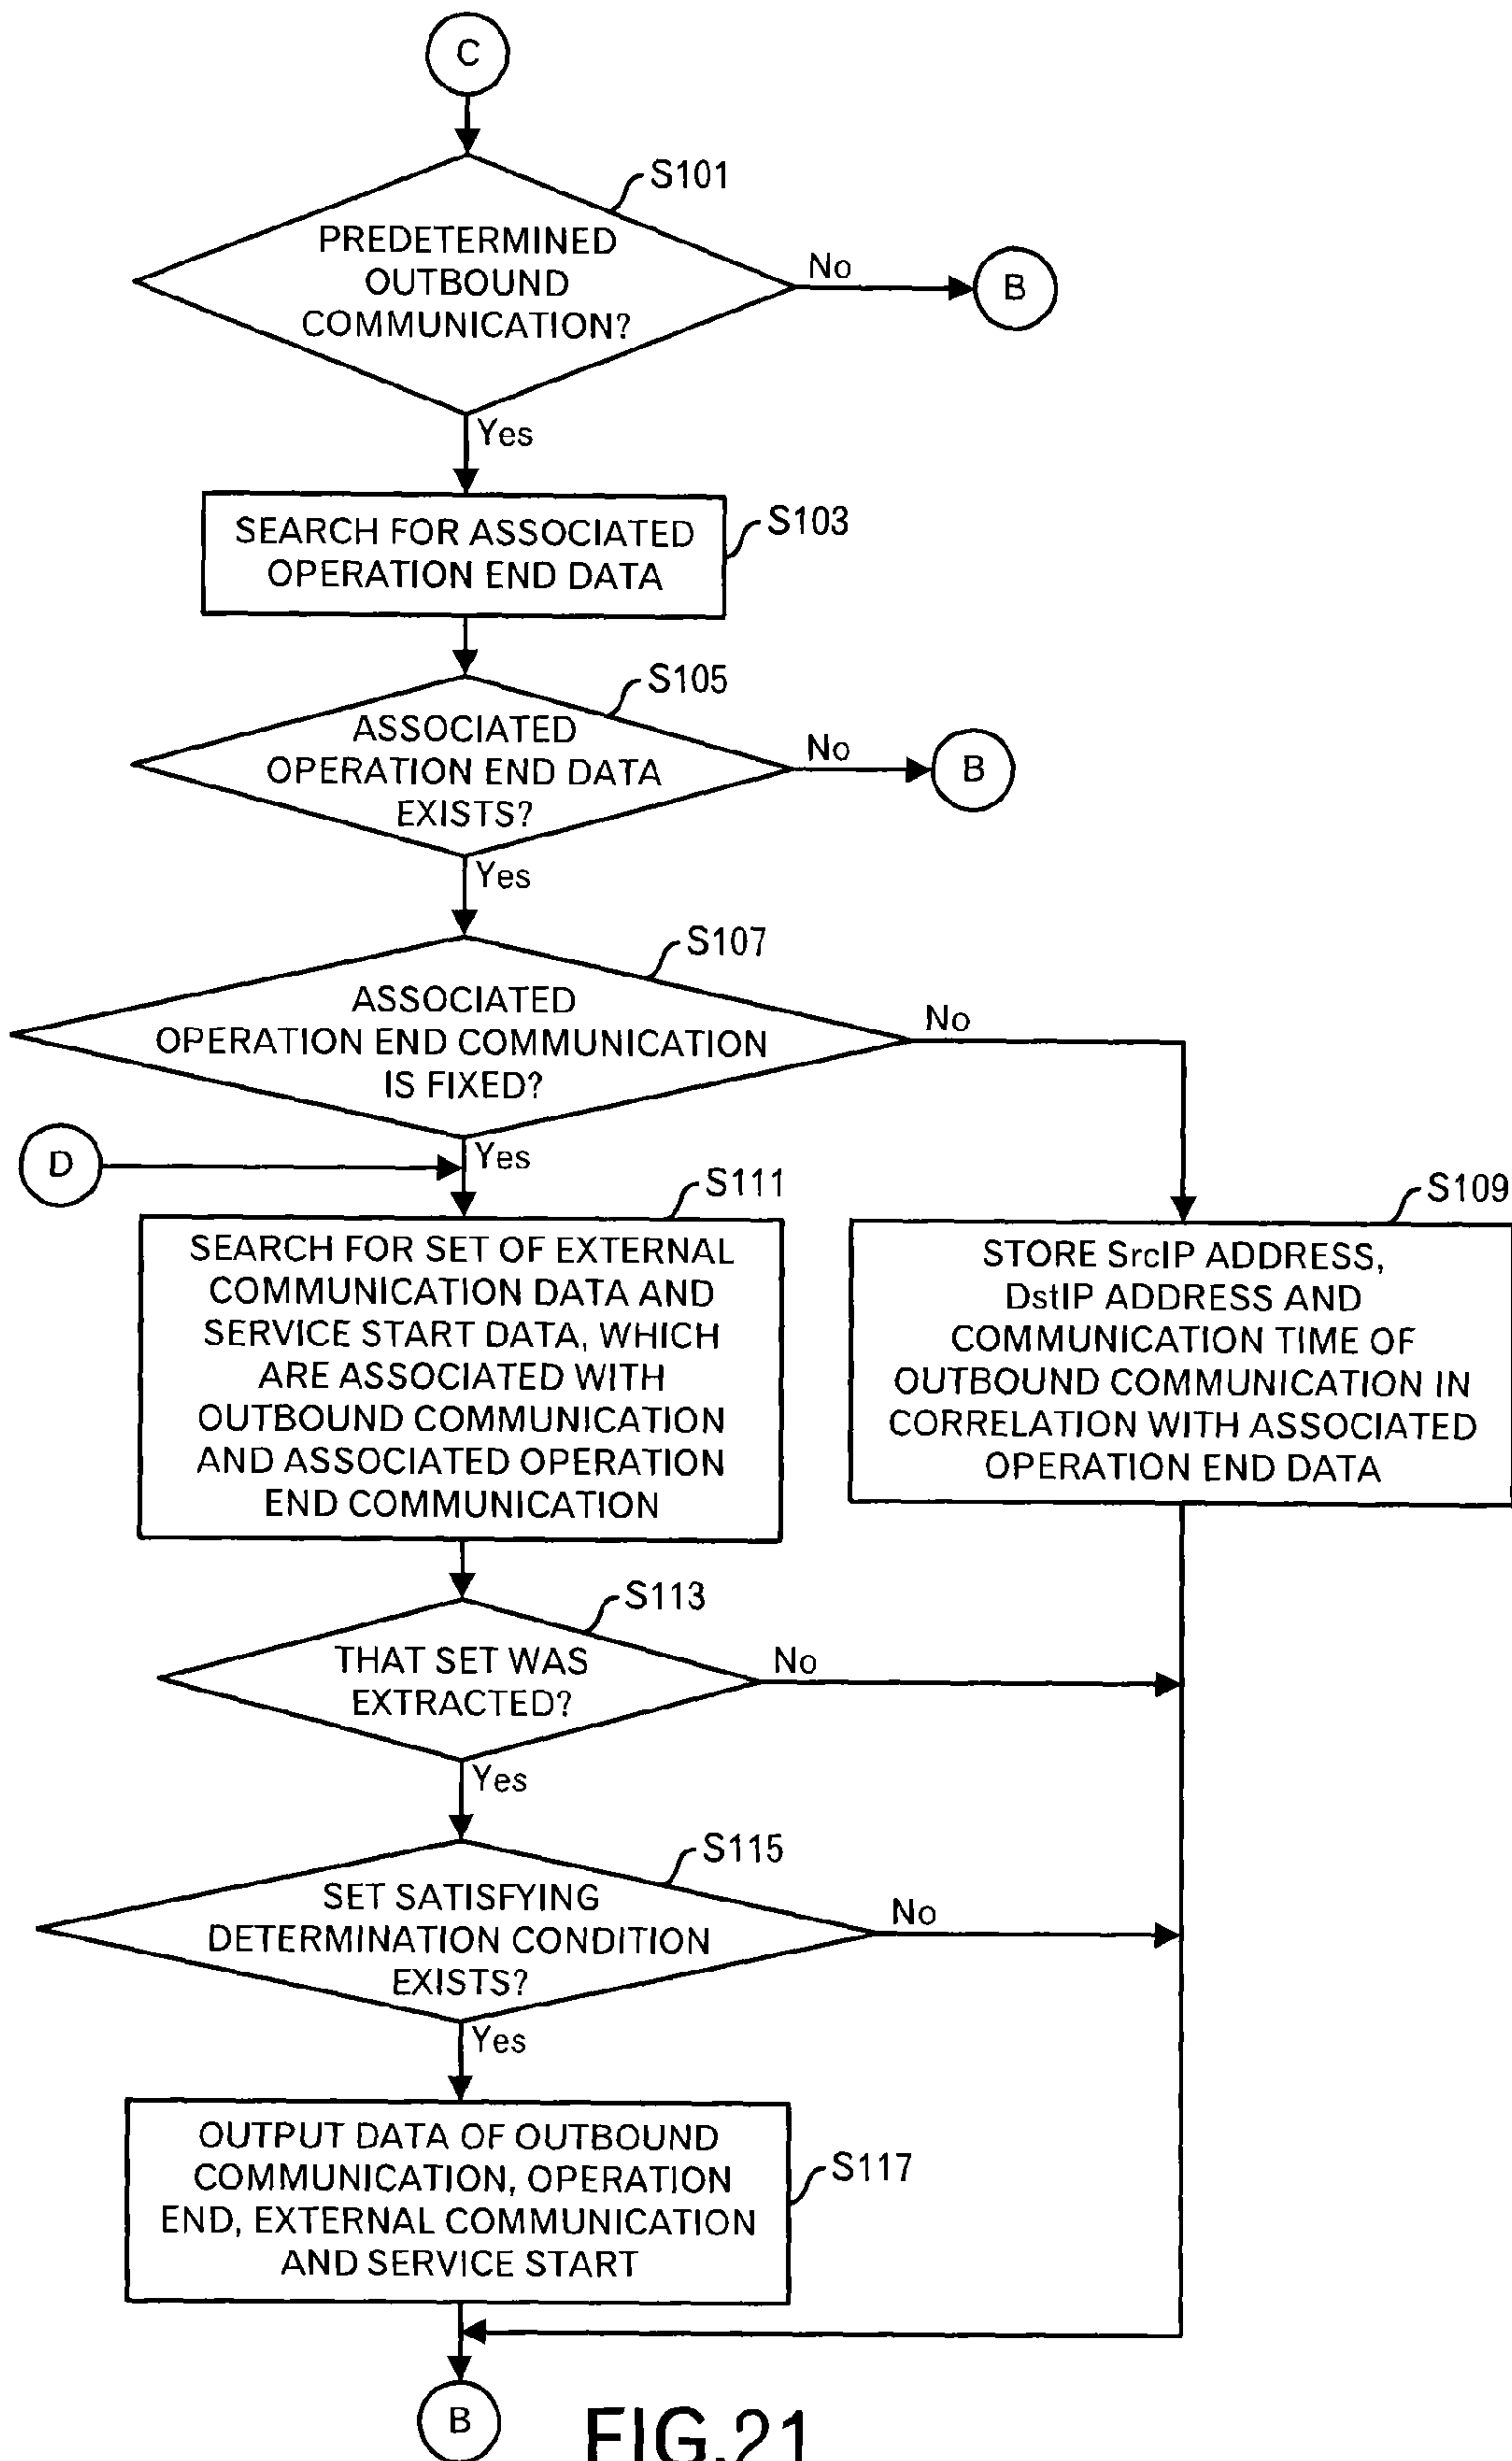 C
S101
PREDETERMINED
OUTBOUND
COMMUNICATION?
No
B
Yes
S103
SEARCH FOR ASSOCIATED
OPERATION END DATA
S105
ASSOCIATED
OPERATION END DATA
EXISTS?
No
B
Yes
S107
ASSOCIATED
OPERATION END COMMUNICATION
IS FIXED?
No
D
Yes
S111
SEARCH FOR SET OF EXTERNAL
COMMUNICATION DATA AND
SERVICE START DATA, WHICH
ARE ASSOCIATED WITH
OUTBOUND COMMUNICATION
AND ASSOCIATED OPERATION
END COMMUNICATION
S109
STORE SrcIP ADDRESS,
DstIP ADDRESS AND
COMMUNICATION TIME OF
OUTBOUND COMMUNICATION IN
CORRELATION WITH ASSOCIATED
OPERATION END DATA
S113
THAT SET WAS
EXTRACTED?
No
Yes
S115
SET SATISFYING
DETERMINATION CONDITION
EXISTS?
No
Yes
S117
OUTPUT DATA OF OUTBOUND
COMMUNICATION, OPERATION
END, EXTERNAL COMMUNICATION
AND SERVICE START
B
FIG.21